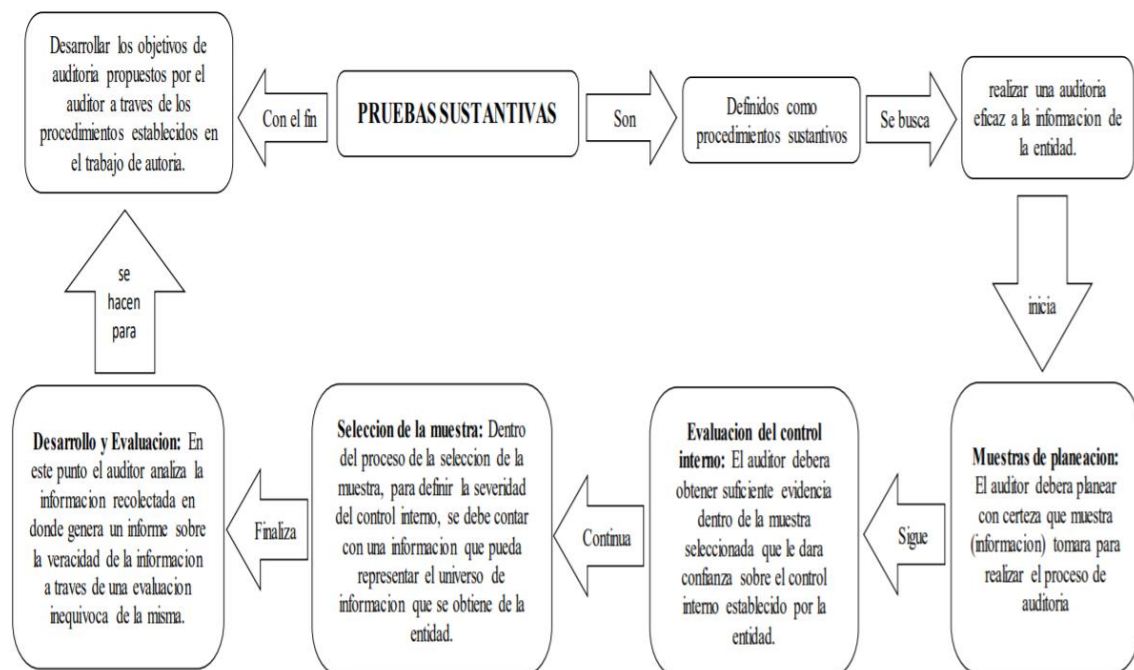 PRUEBAS SUSTANTIVAS
Son
Definidos como
procedimientos sustantivos
Se busca
realizar una auditoria
eficaz a la informacion de
la entidad.
inicia
Muestras de planeacion:
El auditor debera planear
con certeza que muestra
(informacion) tomara para
realizar el proceso de
auditoria
Sigue
Evaluacion del control
interno: El auditor debera
obtener suficiente evidencia
dentro de la muestra
seleccionada que le dara
confianza sobre el control
interno establecido por la
entidad.
Continua
Seleccion de la muestra: Dentro
del proceso de la seleccion de la
muestra, para definir la severidad
del control interno, se debe contar
con una informacion que pueda
representar el universo de
informacion que se obtiene de la
entidad.
Finaliza
Desarrollo y Evaluacion: En
este punto el auditor analiza la
informacion recolectada en
donde genera un informe sobre
la veracidad de la informacion
a traves de una evaluacion
inequivoca de la misma.
se
hacen
para
Desarrollar los objetivos de
auditoria propuestos por el
auditor a traves de los
procedimientos establecidos en
el trabajo de autoria.
Con el fin